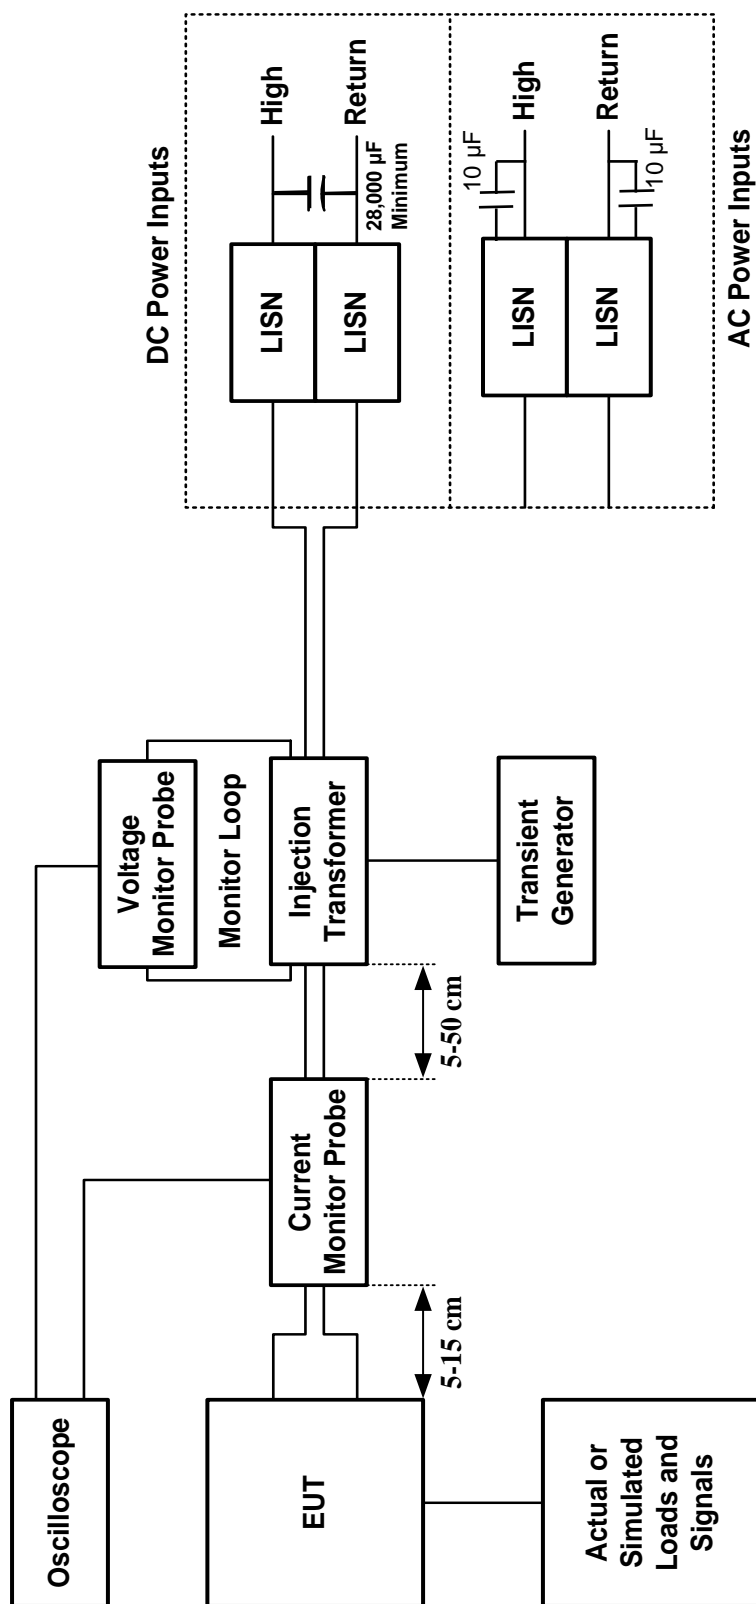 Oscilloscope
EUT
Actual or
Simulated
Loads and
Signals
5-15 cm
Current
Monitor Probe
5-50 cm
Voltage
Monitor Probe
Monitor Loop
Injection
Transformer
Transient
Generator
DC Power Inputs
LISN
LISN
High
Return
28,000 µF
Minimum
LISN
LISN
10 µF
High
Return
10 µF
AC Power Inputs